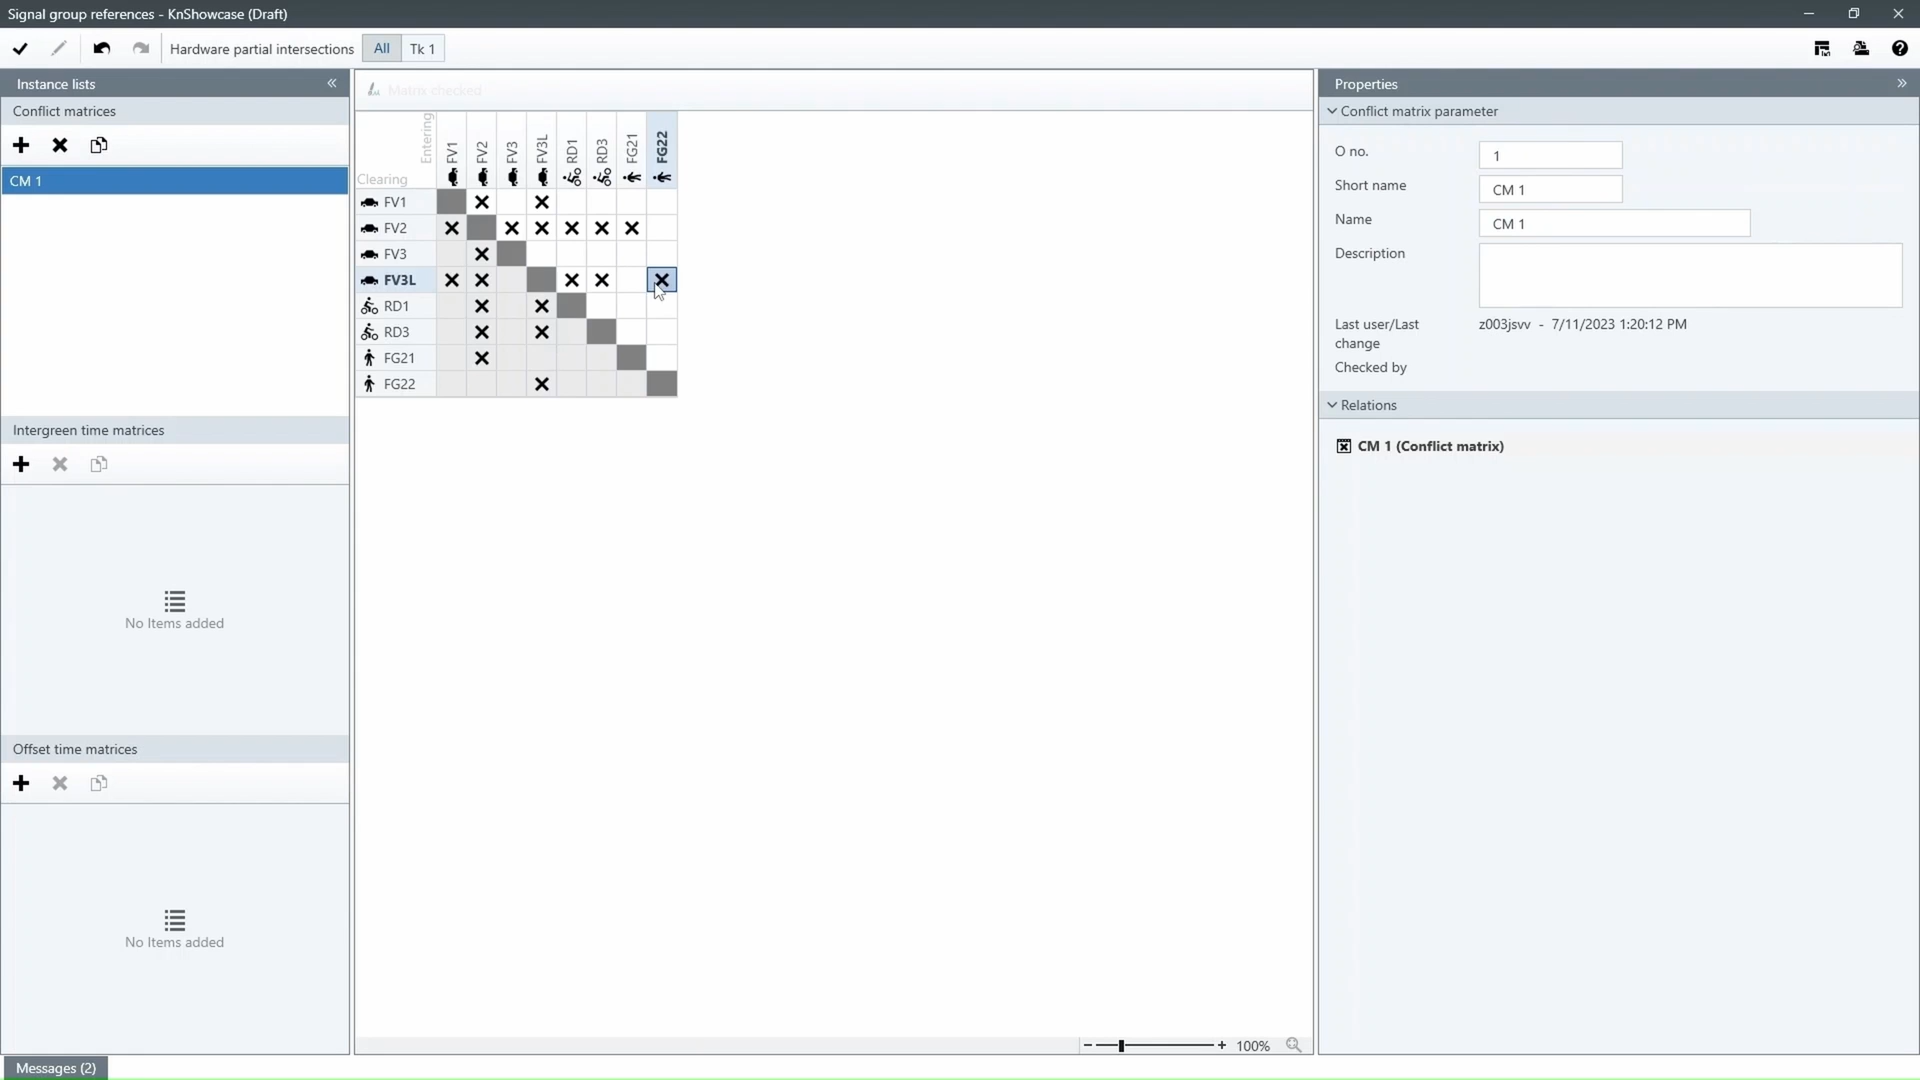 Signal group references - KnShowcase (Draft)
Hardware partial intersections All Tk 1
Instance lists
Conflict matrices
CM 1
Intergreen time matrices
No Items added
Offset time matrices
No Items added
Messages (2)
Matrix checked
Entering
Clearing
FV1 FV2 FV3 FV3L RD1 RD3 FG21 FG22
FV1
FV2
FV3
FV3L
RD1
RD3
FG21
FG22
100%
Properties
Conflict matrix parameter
O no. 1
Short name CM 1
Name CM 1
Description
Last user/Last change z003jsvv - 7/11/2023 1:20:12 PM
Checked by
Relations
CM 1 (Conflict matrix)